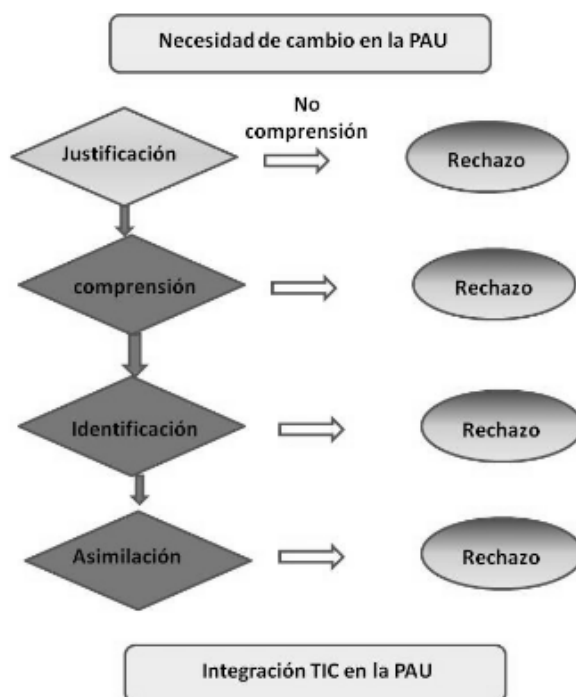 Necesidad de cambio en la PAU
No
comprensión
Justificación
Rechazo
comprensión
Rechazo
Identificación
Rechazo
Asimilación
Rechazo
Integración TIC en la PAU